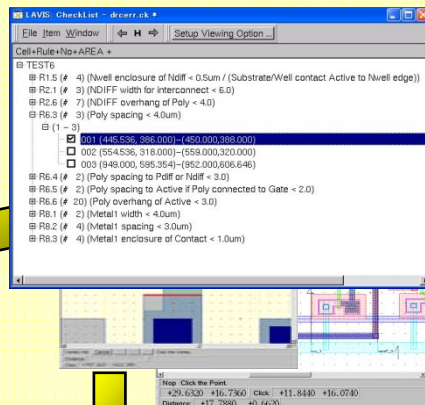 LAVIS: CheckList - drcerr.ck *
File Item Window H Setup Viewing Option ...
Cell+Rule+No+AREA +
TEST6
R1.5 (# 4) (Nwell enclosure of Ndiff < 0.5um / (Substrate/Well contact Active to Nwell edge))
R2.1 (# 3) (NDIFF width for interconnect < 6.0)
R2.6 (# 7) (NDIFF overhang of Poly < 4.0)
R6.3 (# 3) (Poly spacing < 4.0um)
(1 - 3)
001 (445.536, 386.000)-(450.000,388.000)
002 (554.536, 318.000)-(559.000,320.000)
003 (949.000, 595.354)-(952.000,606.646)
R6.4 (# 2) (Poly spacing to Pdiff or Ndiff < 3.0)
R6.5 (# 2) (Poly spacing to Active if Poly connected to Gate < 2.0)
R6.6 (# 20) (Poly overhang of Active < 3.0)
R8.1 (# 2) (Metal1 width < 4.0um)
R8.2 (# 4) (Metal1 spacing < 3.0um)
R8.3 (# 4) (Metal1 enclosure of Contact < 1.0um)
Nop Click the Point.
+29.6320 +16.7360 Click: +11.8440 +16.0740
Distance: +17.7880 +0.6620